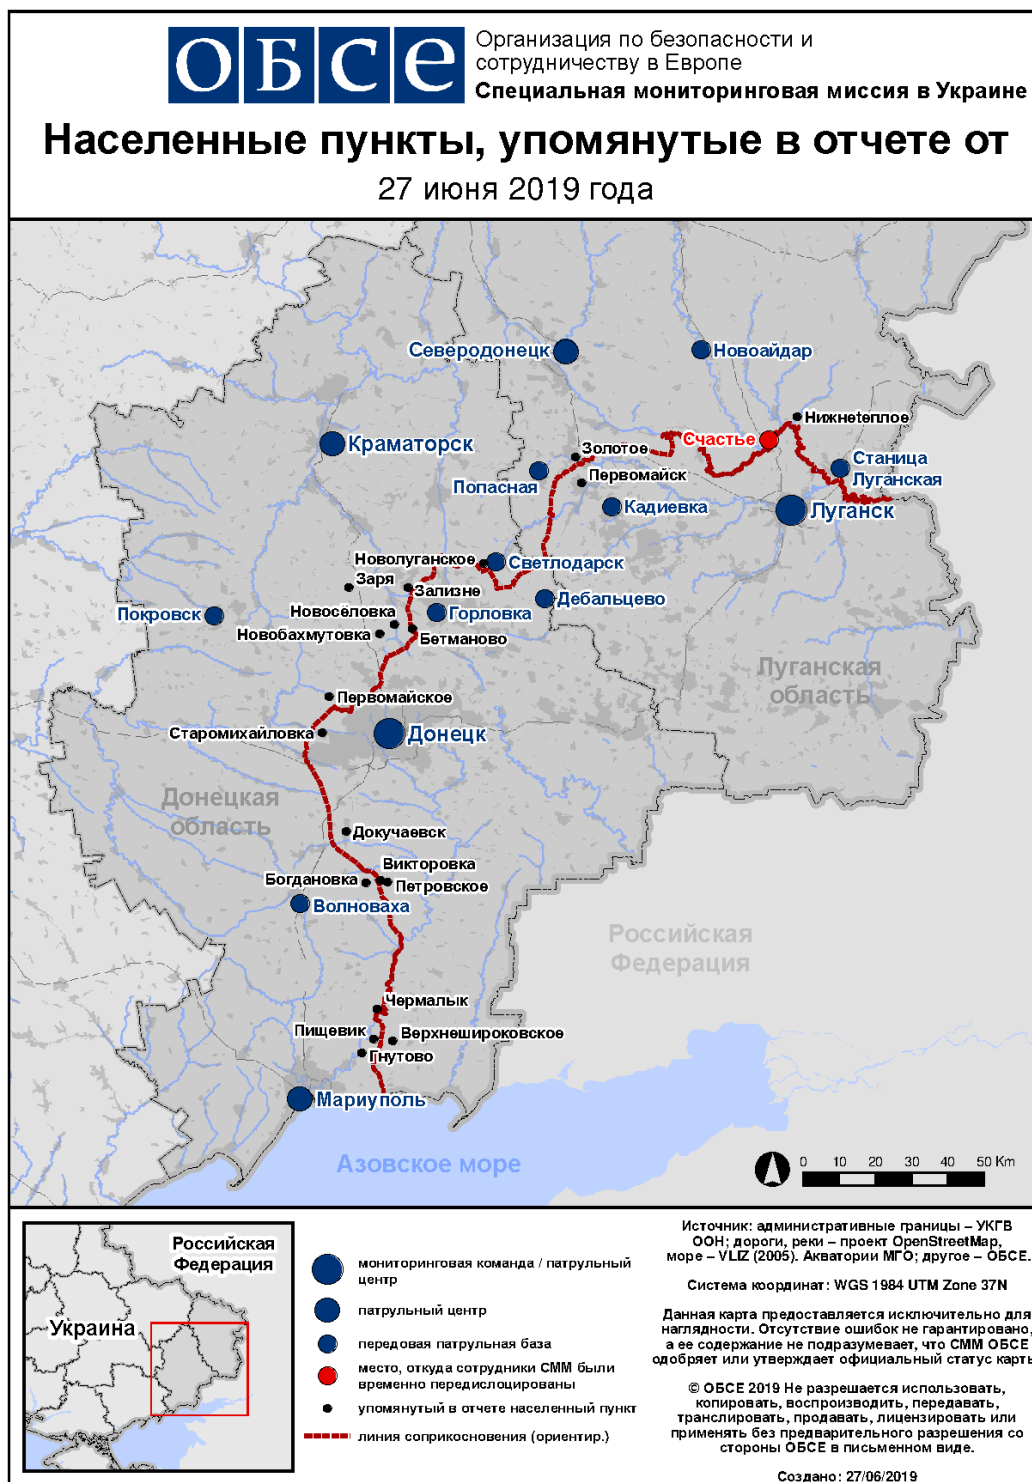 ОБСЕ
Организация по безопасности и
сотрудничеству в Европе
Специальная мониторинговая миссия в Украине
Населенные пункты, упомянутые в отчете от
27 июня 2019 года
Северодонецк
Новоайдар
Нижнетеплое
Счастье
Краматорск
Золотое
Станица
Луганская
Попасная
Первомайск
Кадиевка
Луганск
Новолуганское
Светлодарск
Заря
Зализне
Дебальцево
Покровск
Новосёловка
Горловка
Новобахмутовка
Бетманово
Луганская
область
Первомайское
Старомихайловка
Донецк
Донецкая
область
Докучаевск
Викторовка
Богдановка
Петровское
Волноваха
Российская
Федерация
Чермалык
Пищевик
Верхнешироковское
Гнутово
Мариуполь
Азовское море
0 10 20 30 40 50 Km
Российская
Федерация
Украина
мониторинговая команда / патрульный
центр
патрульный центр
передовая патрульная база
место, откуда сотрудники СММ были
временно передислоцированы
упомянутый в отчете населенный пункт
линия соприкосновения (ориентир.)
Источник: административные границы – УКГВ
ООН; дороги, реки – проект OpenStreetMap,
море – VLIZ (2005). Акватории МГО; другое – ОБСЕ.
Система координат: WGS 1984 UTM Zone 37N
Данная карта предоставляется исключительно для
наглядности. Отсутствие ошибок не гарантировано,
а ее содержание не подразумевает, что СММ ОБСЕ
одобряет или утверждает официальный статус карты
© ОБСЕ 2019 Не разрешается использовать,
копировать, воспроизводить, передавать,
транслировать, продавать, лицензировать или
применять без предварительного разрешения со
стороны ОБСЕ в письменном виде.
Создано: 27/06/2019